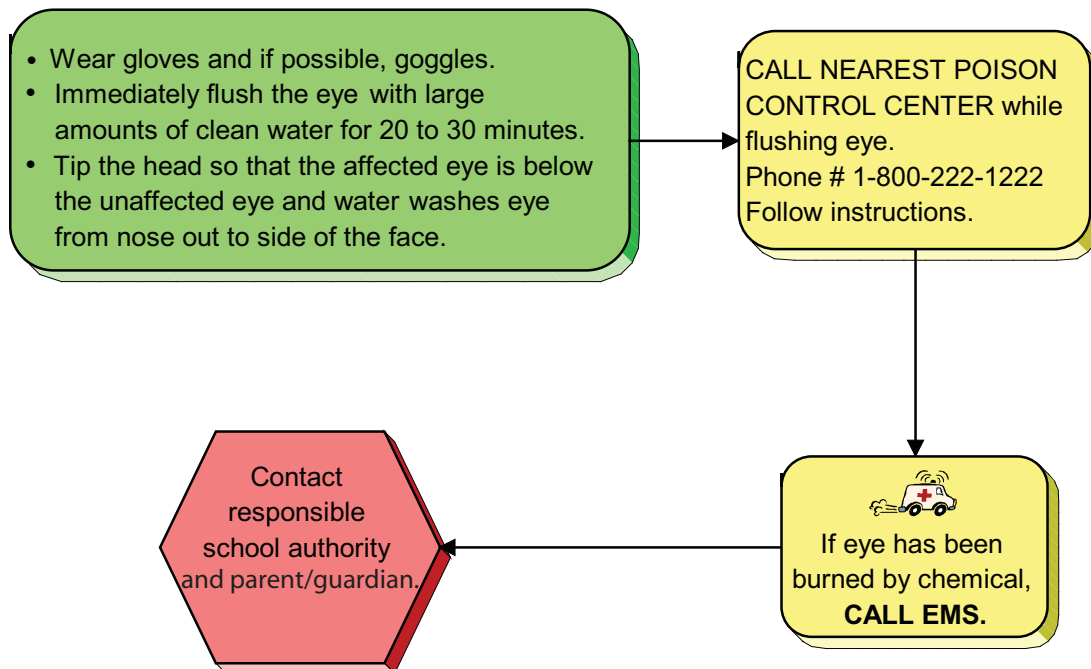 • Wear gloves and if possible, goggles.
• Immediately flush the eye with large
amounts of clean water for 20 to 30 minutes.
• Tip the head so that the affected eye is below
the unaffected eye and water washes eye
from nose out to side of the face.
CALL NEAREST POISON
CONTROL CENTER while
flushing eye.
Phone # 1-800-222-1222
Follow instructions.
If eye has been
burned by chemical,
CALL EMS.
Contact
responsible
school authority
and parent/guardian.